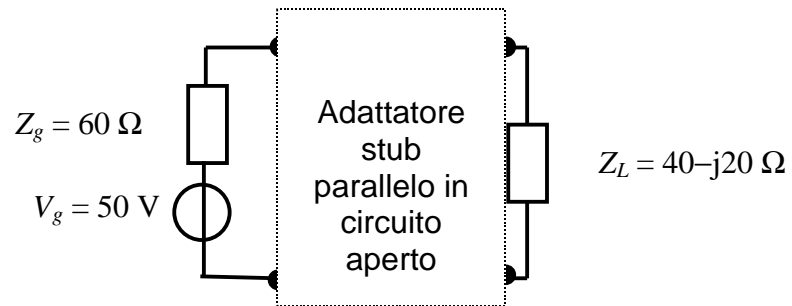 Adattatore
stub
parallelo in
circuito
aperto
Z_g = 60 Ω
V_g = 50 V
Z_L = 40–j20 Ω